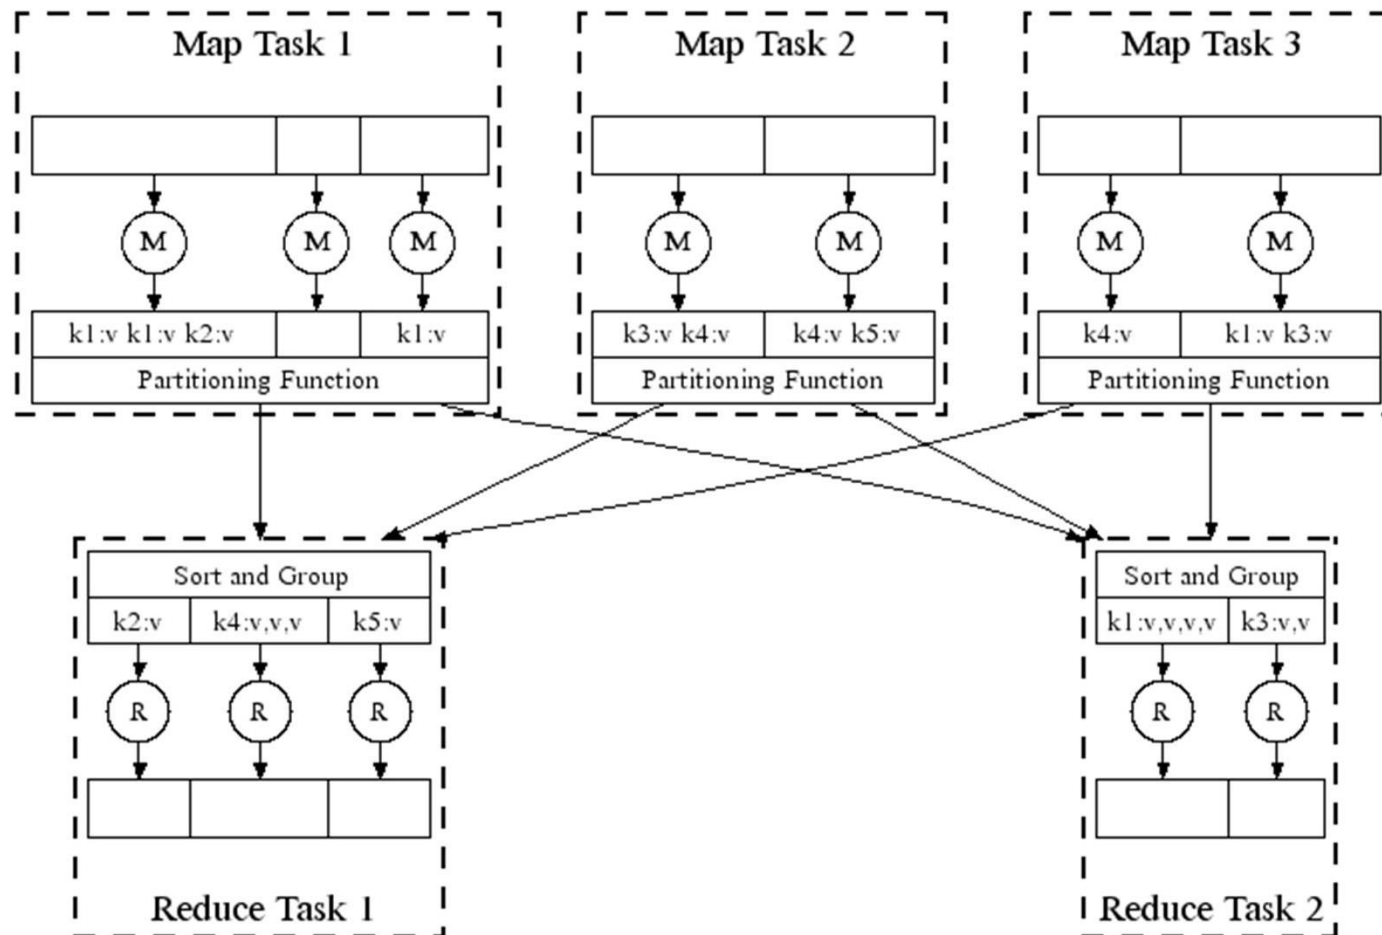 Map Task 1
Map Task 2
Map Task 3
M
M
M
M
M
M
M
k1:v k1:v k2:v
k1:v
k3:v k4:v
k4:v k5:v
k4:v
k1:v k3:v
Partitioning Function
Partitioning Function
Partitioning Function
Sort and Group
Sort and Group
k2:v
k4:v,v,v
k5:v
k1:v,v,v,v
k3:v,v
R
R
R
R
R
Reduce Task 1
Reduce Task 2